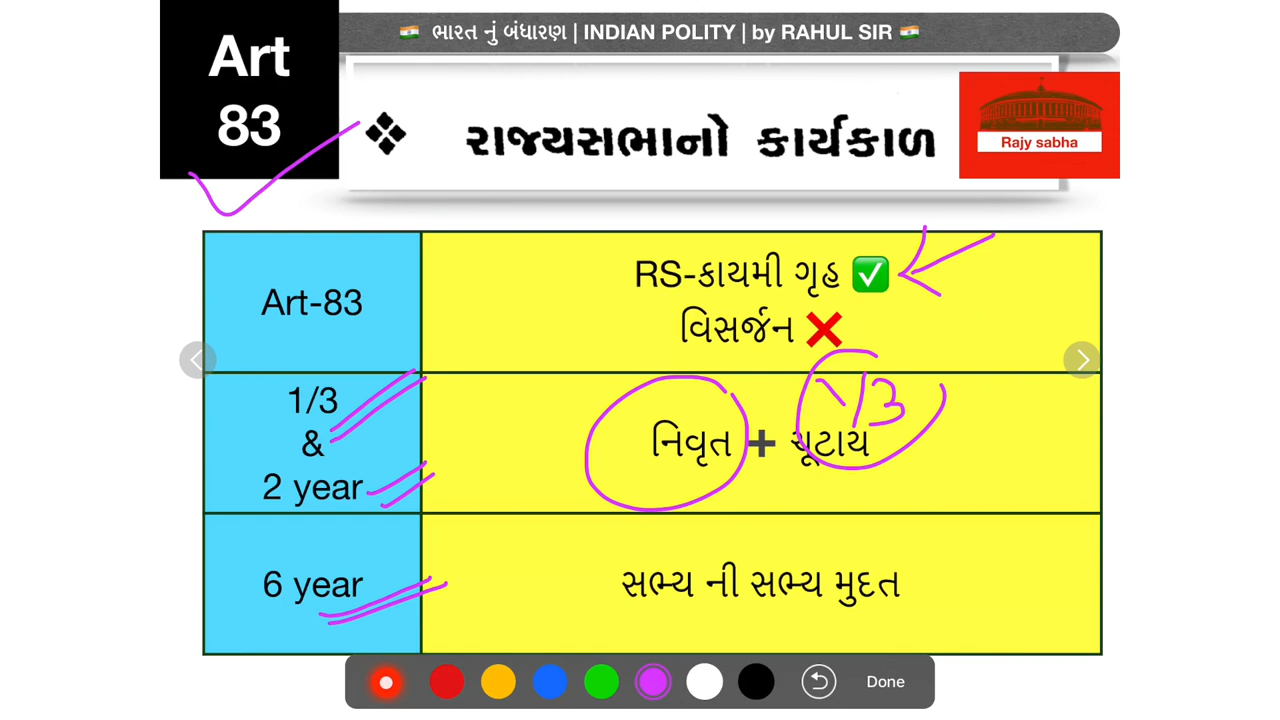 Art
83
🇮🇳 ભારત નું બંધારણ | INDIAN POLITY | by RAHUL SIR 🇮🇳
❖ રાજ્યસભાનો કાર્યકાળ
Rajy sabha
Art-83
RS-કાયમી ગૃહ ✅
વિસર્જન ❌
1/3
&
2 year
1/3
નિવૃત ➕ ચૂટાય
6 year
સભ્ય ની સભ્ય મુદત
Done